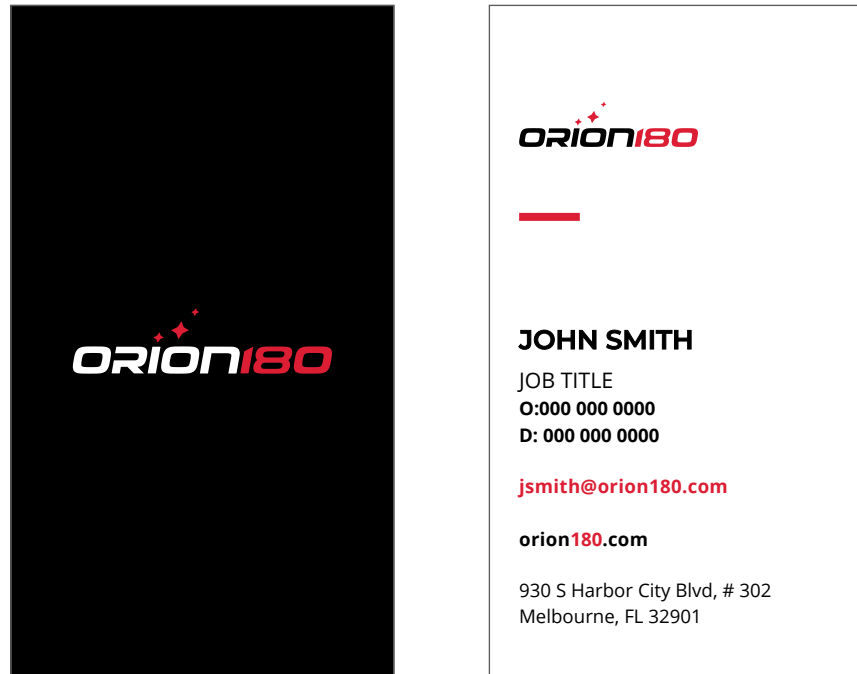 ORION180
ORION180
JOHN SMITH
JOB TITLE
O:000 000 0000
D: 000 000 0000
jsmith@orion180.com
orion180.com
930 S Harbor City Blvd, # 302
Melbourne, FL 32901